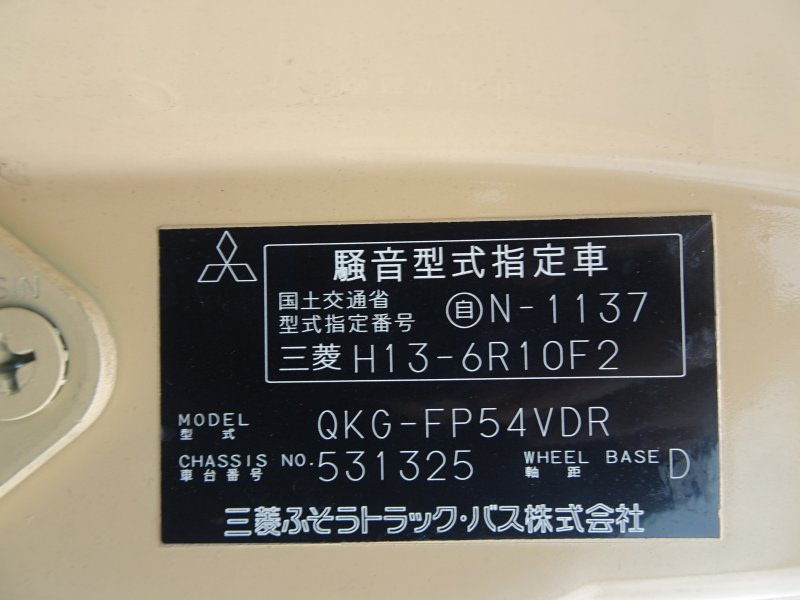 騒音型式指定車
国土交通省
型式指定番号 自N-1137
三菱 H13-6R10F2
MODEL
型式 QKG-FP54VDR
CHASSIS NO. 531325 WHEEL BASE D
車台番号 軸距
三菱ふそうトラック・バス株式会社
SIN